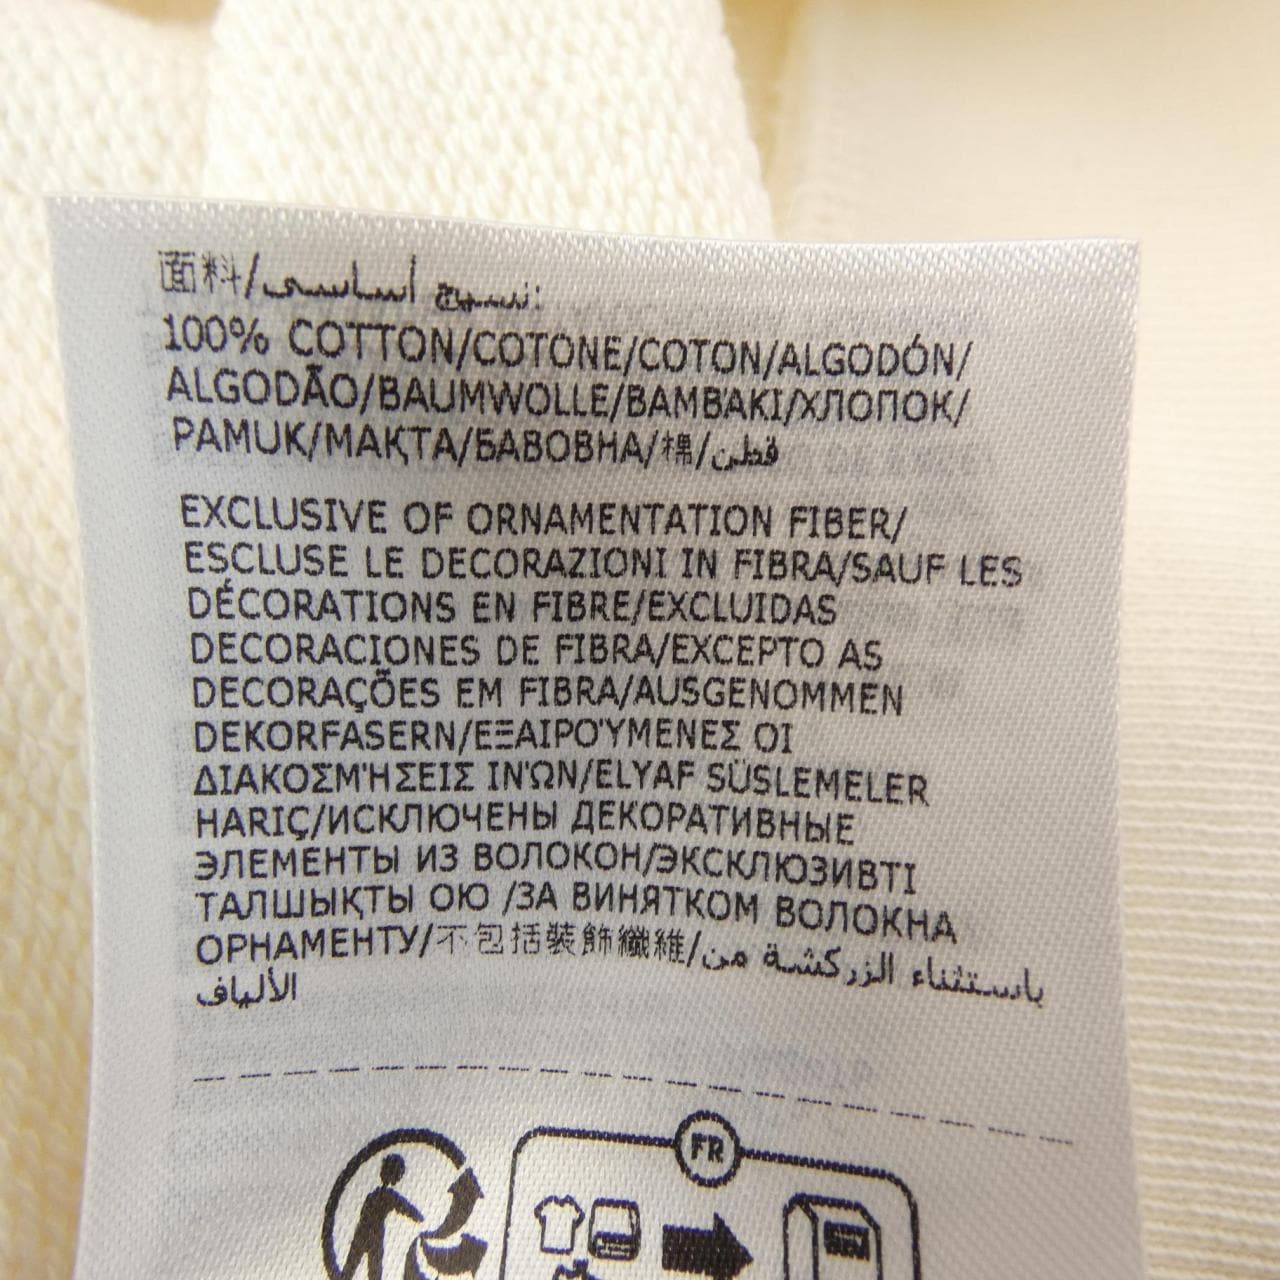 面料/نسيج أساسي:
100% COTTON/COTONE/COTON/ALGODÓN/
ALGODÃO/BAUMWOLLE/BAMBAKI/ХЛОПОК/
PAMUK/МАҚТА/БАВОВНА/棉/قطن
EXCLUSIVE OF ORNAMENTATION FIBER/
ESCLUSE LE DECORAZIONI IN FIBRA/SAUF LES
DÉCORATIONS EN FIBRE/EXCLUIDAS
DECORACIONES DE FIBRA/EXCEPTO AS
DECORAÇÕES EM FIBRA/AUSGENOMMEN
DEKORFASERN/ΕΞΑΙΡΟΎΜΕΝΕΣ ΟΙ
ΔΙΑΚΟΣΜΉΣΕΙΣ ΙΝΏΝ/ELYAF SÜSLEMELER
HARIÇ/ИСКЛЮЧЕНЫ ДЕКОРАТИВНЫЕ
ЭЛЕМЕНТЫ ИЗ ВОЛОКОН/ЭКСКЛЮЗИВТІ
ТАЛШЫҚТЫ ОЮ /ЗА ВИНЯТКОМ ВОЛОКНА
ОРНАМЕНТУ/不包括裝飾纖維/باستثناء الزركشة من
الألياف
FR